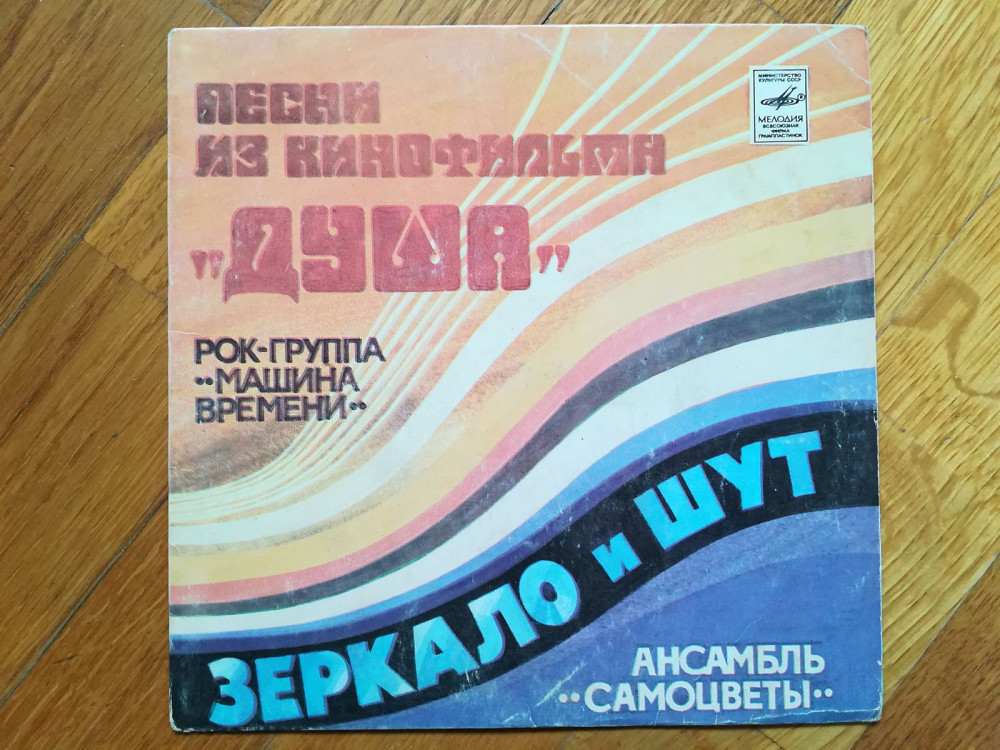 ПЕСНИ
ИЗ КИНОФИЛЬМА
„ДУША”
МИНИСТЕРСТВО
КУЛЬТУРЫ СССР
МЕЛОДИЯ
ВСЕСОЮЗНАЯ
ФИРМА
ГРАМПЛАСТИНОК
РОК-ГРУППА
••МАШИНА
ВРЕМЕНИ••
ЗЕРКАЛО и ШУТ
АНСАМБЛЬ
••САМОЦВЕТЫ••